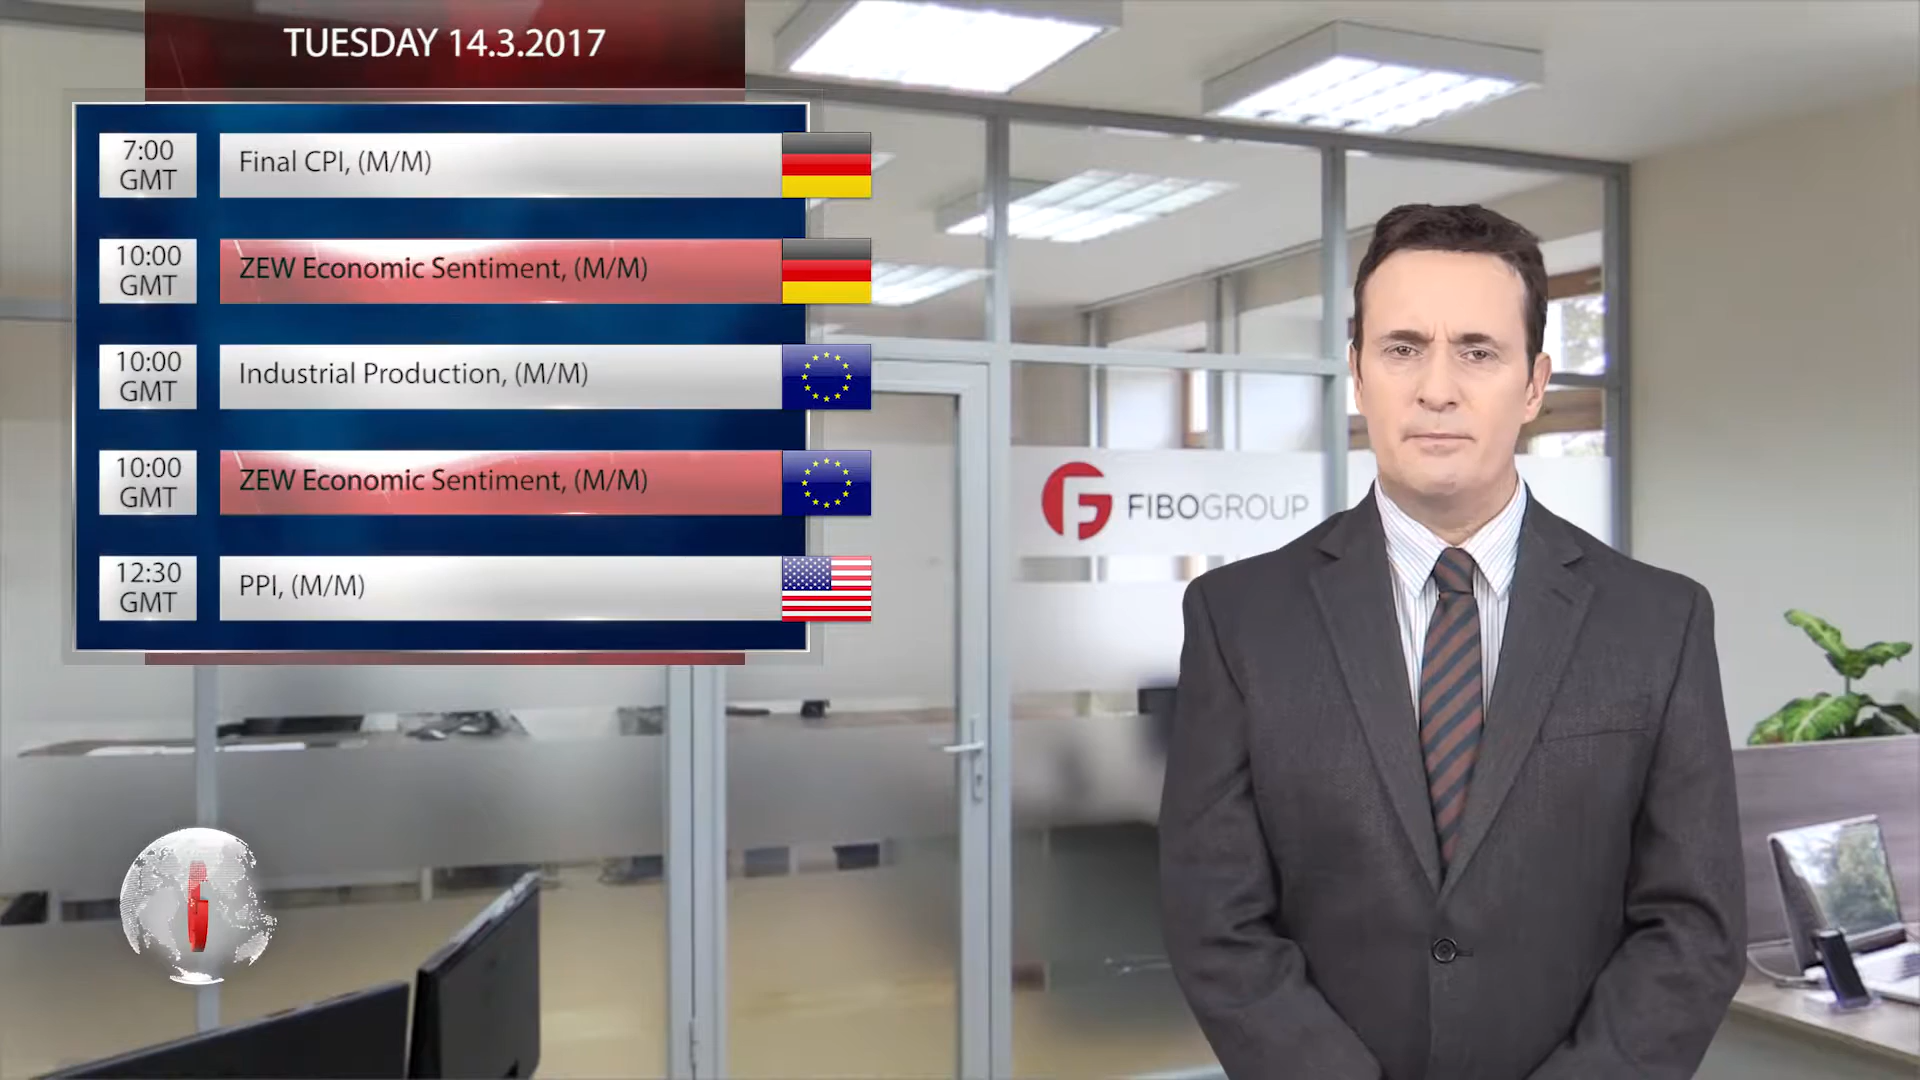 TUESDAY 14.3.2017
7:00
GMT
Final CPI, (M/M)
10:00
GMT
ZEW Economic Sentiment, (M/M)
10:00
GMT
Industrial Production, (M/M)
10:00
GMT
ZEW Economic Sentiment, (M/M)
12:30
GMT
PPI, (M/M)
FIBOGROUP